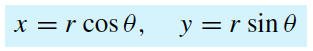 x = r cos θ,   y = r sin θ